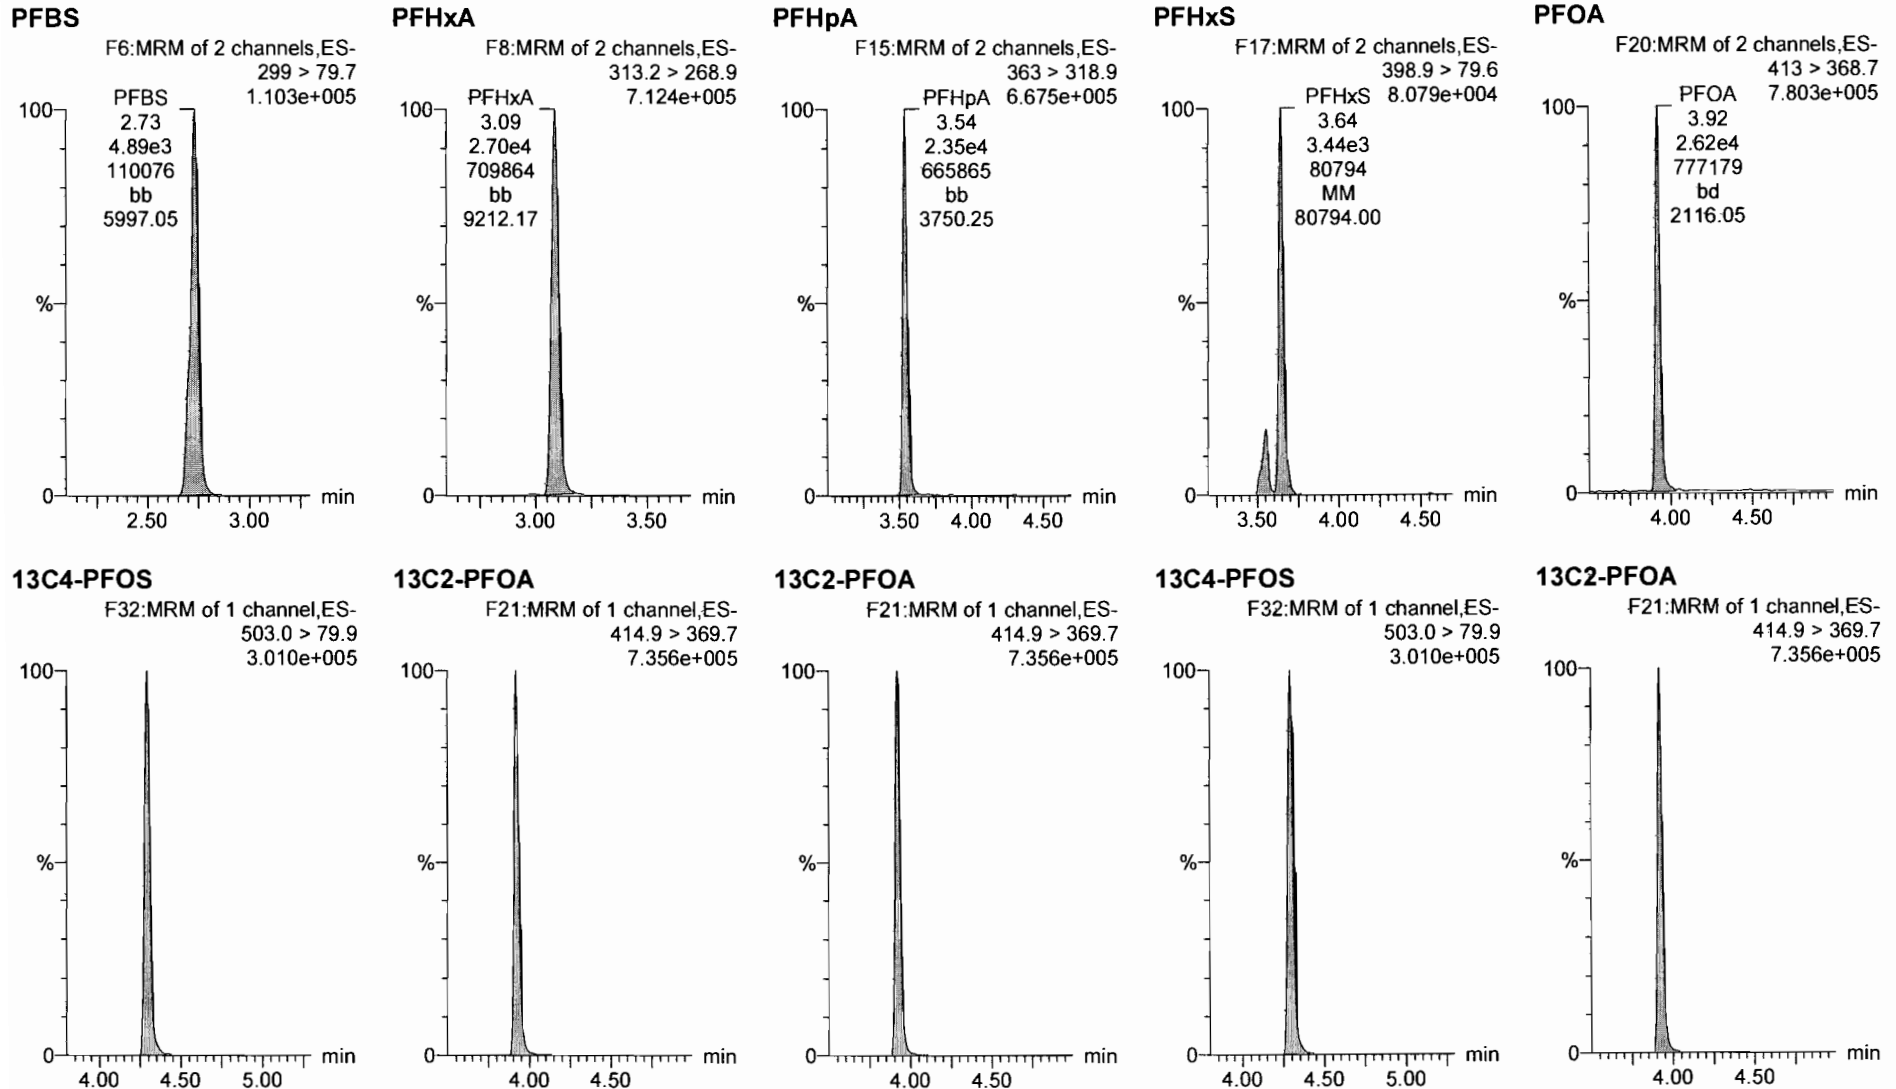 PFBS
F6:MRM of 2 channels,ES-
299 > 79.7
1.103e+005
PFBS
2.73
4.89e3
110076
bb
5997.05
100
%
0
2.50 3.00
min
PFHxA
F8:MRM of 2 channels,ES-
313.2 > 268.9
7.124e+005
PFHxA
3.09
2.70e4
709864
bb
9212.17
100
%
0
3.00 3.50
min
PFHpA
F15:MRM of 2 channels,ES-
363 > 318.9
6.675e+005
PFHpA
3.54
2.35e4
665865
bb
3750.25
100
%
0
3.50 4.00 4.50
min
PFHxS
F17:MRM of 2 channels,ES-
398.9 > 79.6
8.079e+004
PFHxS
3.64
3.44e3
80794
MM
80794.00
100
%
0
3.50 4.00 4.50
min
PFOA
F20:MRM of 2 channels,ES-
413 > 368.7
7.803e+005
PFOA
3.92
2.62e4
777179
bd
2116.05
100
%
0
4.00 4.50
min
13C4-PFOS
F32:MRM of 1 channel,ES-
503.0 > 79.9
3.010e+005
100
%
0
4.00 4.50 5.00
min
13C2-PFOA
F21:MRM of 1 channel,ES-
414.9 > 369.7
7.356e+005
100
%
0
4.00 4.50
min
13C2-PFOA
F21:MRM of 1 channel,ES-
414.9 > 369.7
7.356e+005
100
%
0
4.00 4.50
min
13C4-PFOS
F32:MRM of 1 channel,ES-
503.0 > 79.9
3.010e+005
100
%
0
4.00 4.50 5.00
min
13C2-PFOA
F21:MRM of 1 channel,ES-
414.9 > 369.7
7.356e+005
100
%
0
4.00 4.50
min